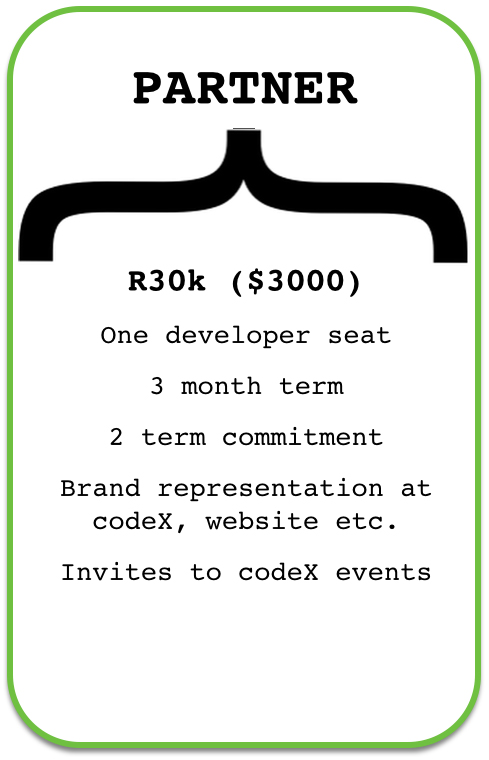 PARTNER
R30k ($3000)
One developer seat
3 month term
2 term commitment
Brand representation at
codeX, website etc.
Invites to codeX events